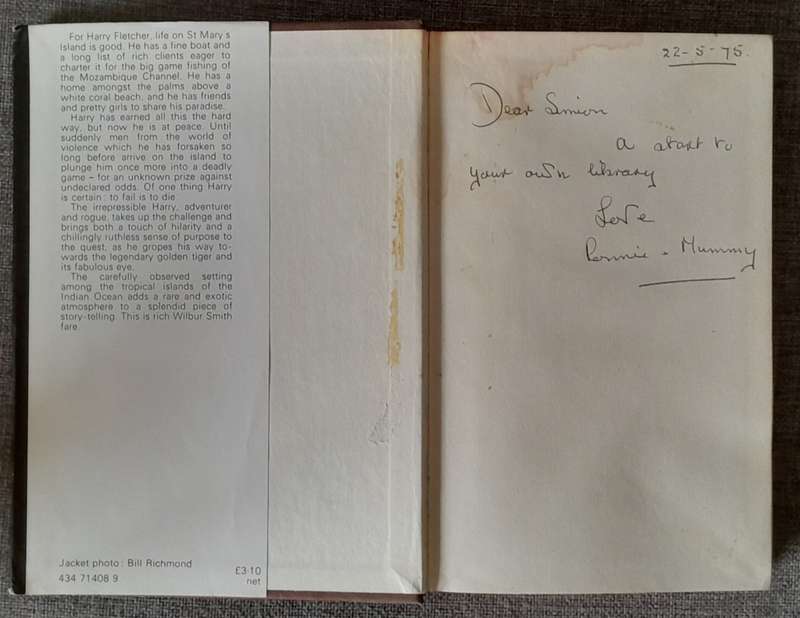 For Harry Fletcher, life on St Mary's
Island is good. He has a fine boat and
a long list of rich clients eager to
charter it for the big game fishing of
the Mozambique Channel. He has a
home amongst the palms above a
white coral beach, and he has friends
and pretty girls to share his paradise.
Harry has earned all this the hard
way, but now he is at peace. Until
suddenly men from the world of
violence which he has forsaken so
long before arrive on the island to
plunge him once more into a deadly
game – for an unknown prize against
undeclared odds. Of one thing Harry
is certain: to fail is to die.
The irrepressible Harry, adventurer
and rogue, takes up the challenge and
brings both a touch of hilarity and a
chillingly ruthless sense of purpose to
the quest, as he gropes his way to-
wards the legendary golden tiger and
its fabulous eye.
The carefully observed setting
among the tropical islands of the
Indian Ocean adds a rare and exotic
atmosphere to a splendid piece of
story-telling. This is rich Wilbur Smith
fare.
Jacket photo: Bill Richmond
434 71408 9
£3·10
net
22-5-75.
Dear Simon
A start to
your own library
Love
+ Mummy